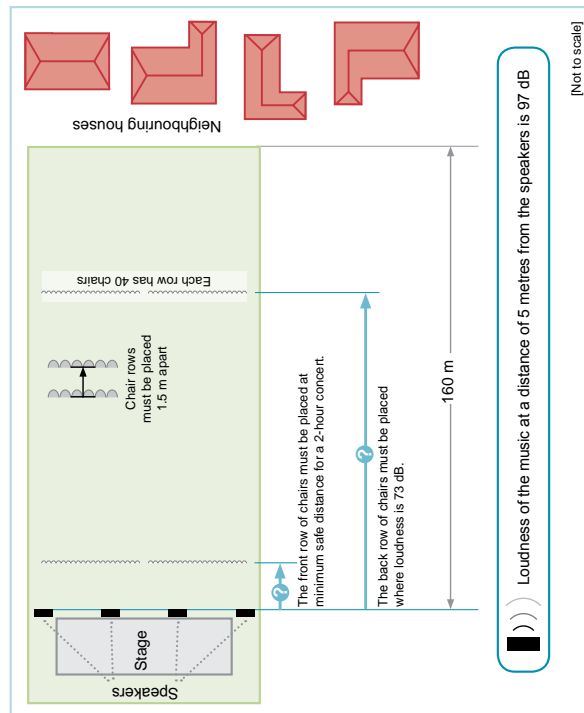 Neighbouring houses
Each row has 40 chairs
Chair rows
must be placed
1.5 m apart
Stage
Speakers
?
The front row of chairs must be placed at
minimum safe distance for a 2-hour concert.
?
The back row of chairs must be placed
where loudness is 73 dB.
160 m
Loudness of the music at a distance of 5 metres from the speakers is 97 dB
[Not to scale]